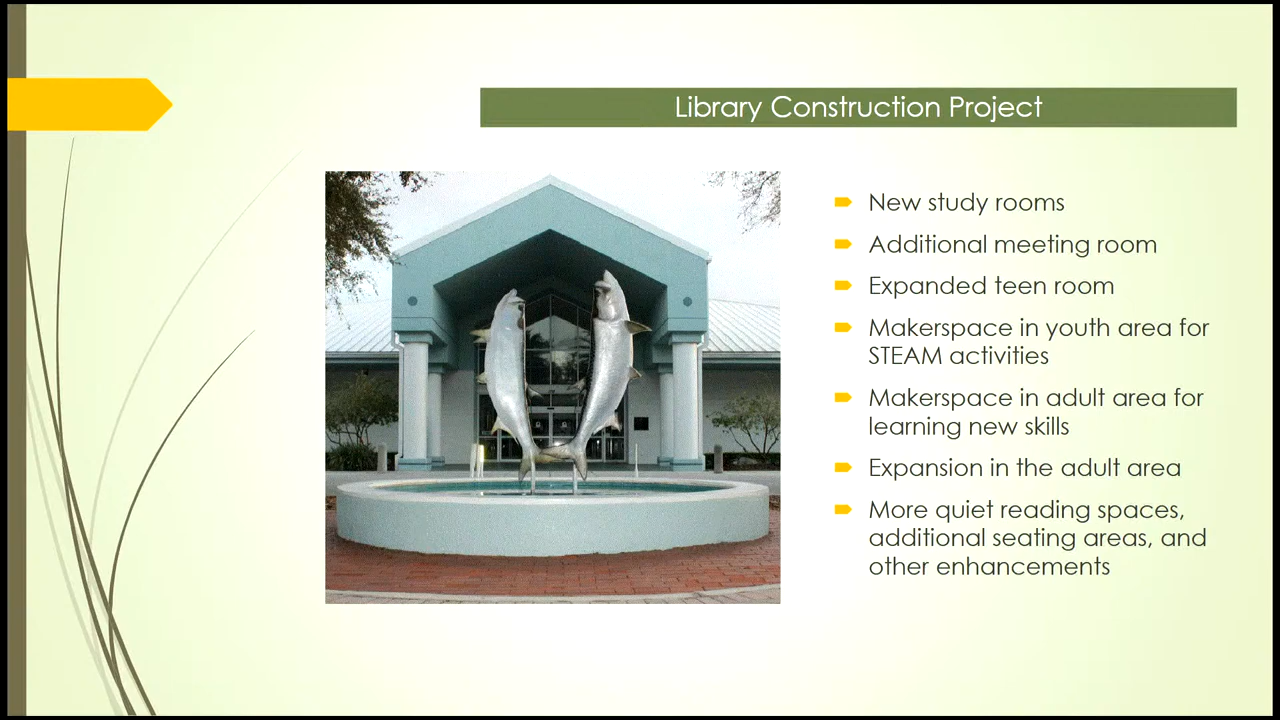 Library Construction Project
New study rooms
Additional meeting room
Expanded teen room
Makerspace in youth area for
STEAM activities
Makerspace in adult area for
learning new skills
Expansion in the adult area
More quiet reading spaces,
additional seating areas, and
other enhancements